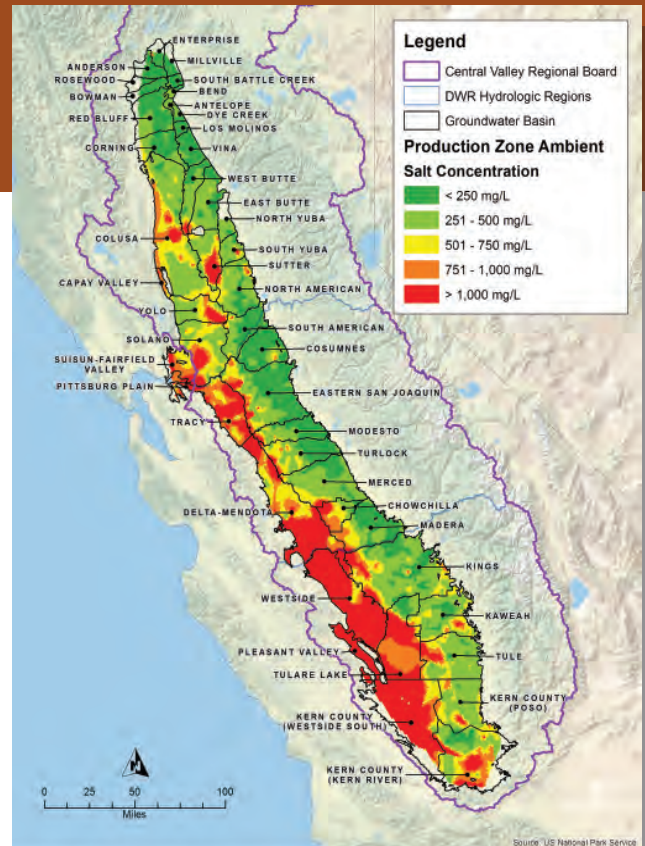 ENTERPRISE
ANDERSON
MILLVILLE
ROSEWOOD
SOUTH BATTLE CREEK
BOWMAN
BEND
ANTELOPE
RED BLUFF
DYE CREEK
LOS MOLINOS
CORNING
VINA
WEST BUTTE
EAST BUTTE
NORTH YUBA
COLUSA
SOUTH YUBA
SUTTER
CAPAY VALLEY
NORTH AMERICAN
YOLO
SOUTH AMERICAN
SOLANO
COSUMNES
SUISUN-FAIRFIELD
VALLEY
PITTSBURG PLAIN
EASTERN SAN JOAQUIN
TRACY
MODESTO
TURLOCK
MERCED
DELTA-MENDOTA
CHOWCHILLA
MADERA
KINGS
WESTSIDE
KAWEAH
PLEASANT VALLEY
TULE
TULARE LAKE
KERN COUNTY
(POSO)
KERN COUNTY
(WESTSIDE SOUTH)
KERN COUNTY
(KERN RIVER)
Legend
Central Valley Regional Board
DWR Hydrologic Regions
Groundwater Basin
Production Zone Ambient
Salt Concentration
< 250 mg/L
251 - 500 mg/L
501 - 750 mg/L
751 - 1,000 mg/L
> 1,000 mg/L
N
0 25 50 100
Miles
Source: US National Park Service